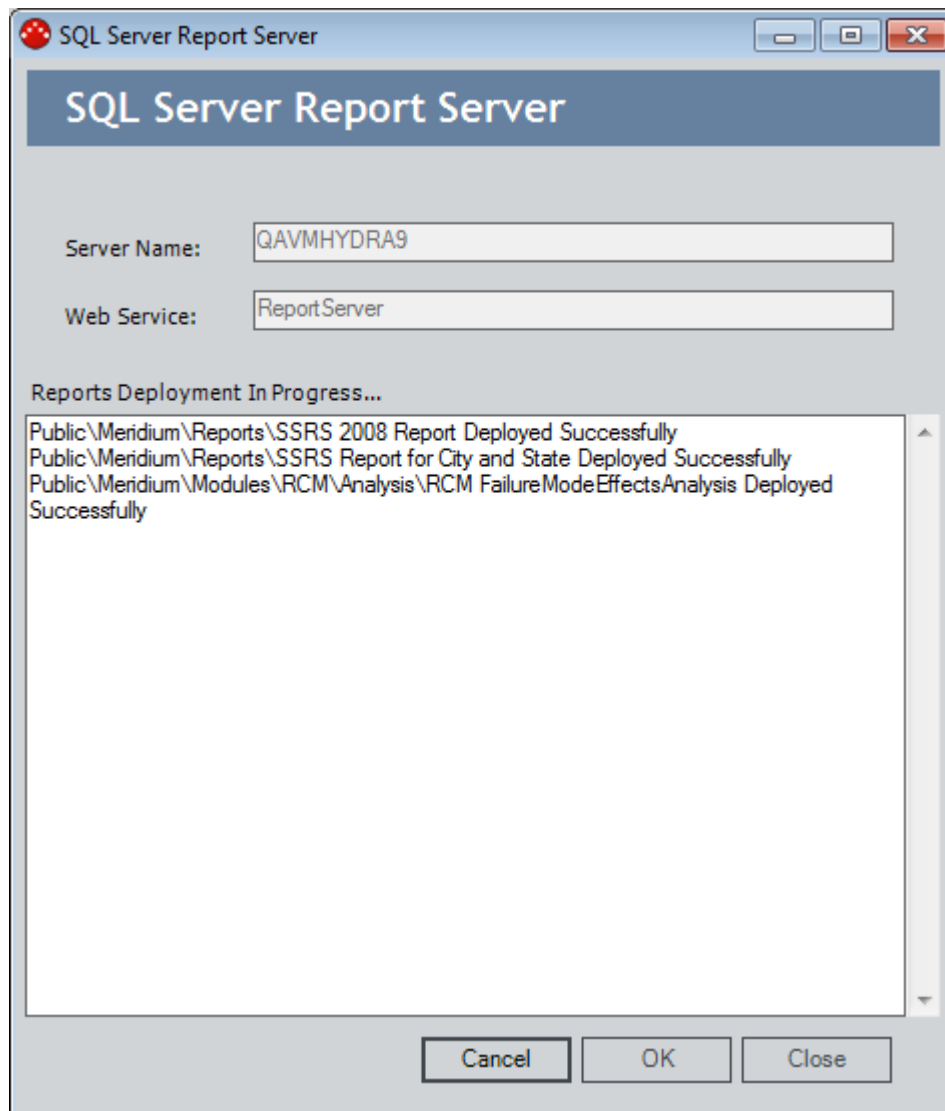 SQL Server Report Server
SQL Server Report Server
Server Name:
QAVMHYDRA9
Web Service:
ReportServer
Reports Deployment In Progress...
Public\Meridium\Reports\SSRS 2008 Report Deployed Successfully
Public\Meridium\Reports\SSRS Report for City and State Deployed Successfully
Public\Meridium\Modules\RCM\Analysis\RCM FailureModeEffectsAnalysis Deployed
Successfully
Cancel
OK
Close